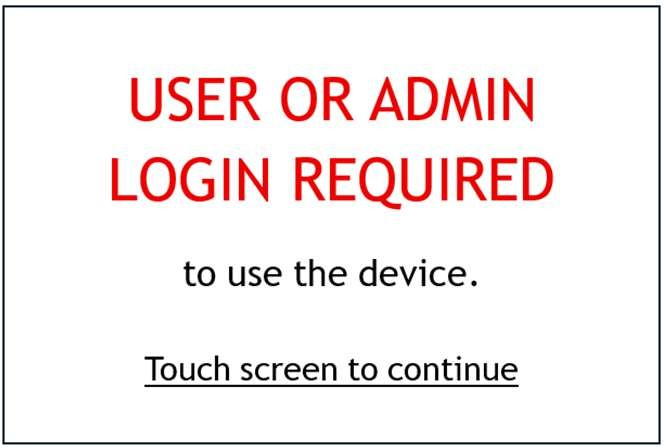 USER OR ADMIN
LOGIN REQUIRED
to use the device.
Touch screen to continue